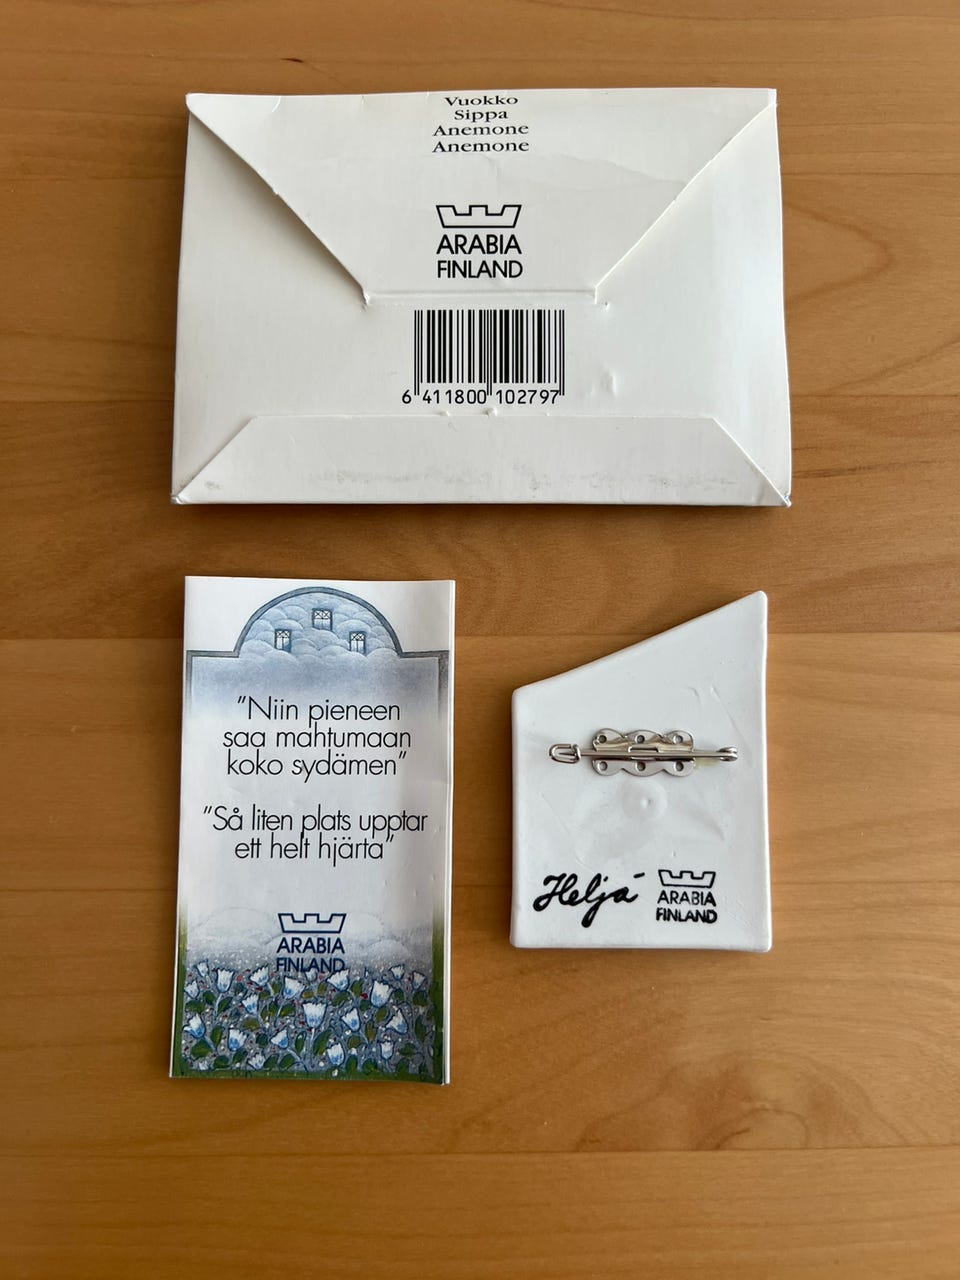 Vuokko
Sippa
Anemone
Anemone
ARABIA
FINLAND
6 411800 102797
"Niin pieneen
saa mahtumaan
koko sydämen"
"Så liten plats upptar
ett helt hjärta"
ARABIA
FINLAND
Heljä
ARABIA
FINLAND